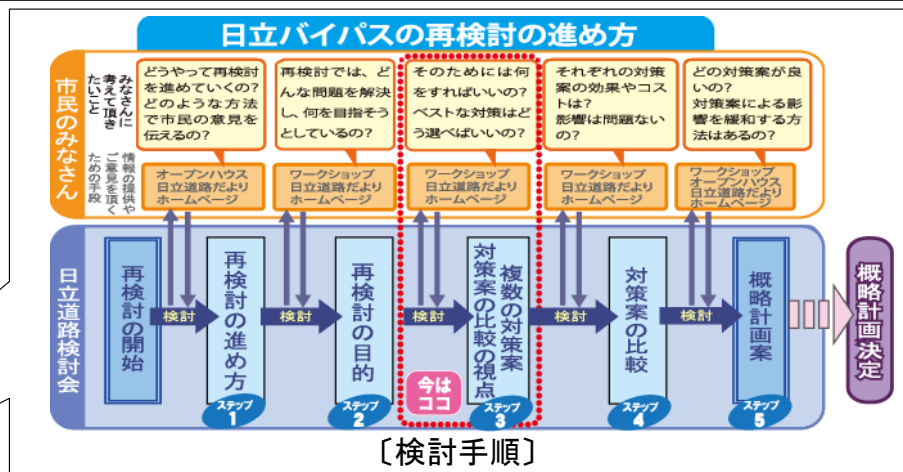 日立バイパスの再検討の進め方
市民のみなさん
みなさんに
考えて頂き
たいこと
どうやって再検討
を進めていくの?
どのような方法
で市民の意見を
伝えるの?
再検討では、ど
んな問題を解決
し、何を目指そう
としているの?
そのためには何
をすればいいの?
ベストな対策はど
う選べばいいの?
それぞれの対策
案の効果やコス
トは?
影響は問題ない
の?
どの対策案が良
いの?
対策案による影
響を緩和する方
法はあるの?
情報の提供や
ご意見を頂く
ための手段
オープンハウス
日立道路だより
ホームページ
ワークショップ
日立道路だより
ホームページ
ワークショップ
日立道路だより
ホームページ
ワークショップ
日立道路だより
ホームページ
ワークショップ
オープンハウス
日立道路だより
ホームページ
日立道路検討会
再検討の開始
検討
再検討の進め方
ステップ
1
検討
再検討の目的
ステップ
2
検討
今は
ココ
複数の対策案
対策案の比較の視点
ステップ
3
検討
対策案の比較
ステップ
4
検討
概略計画案
ステップ
5
概略計画決定
〔検討手順〕